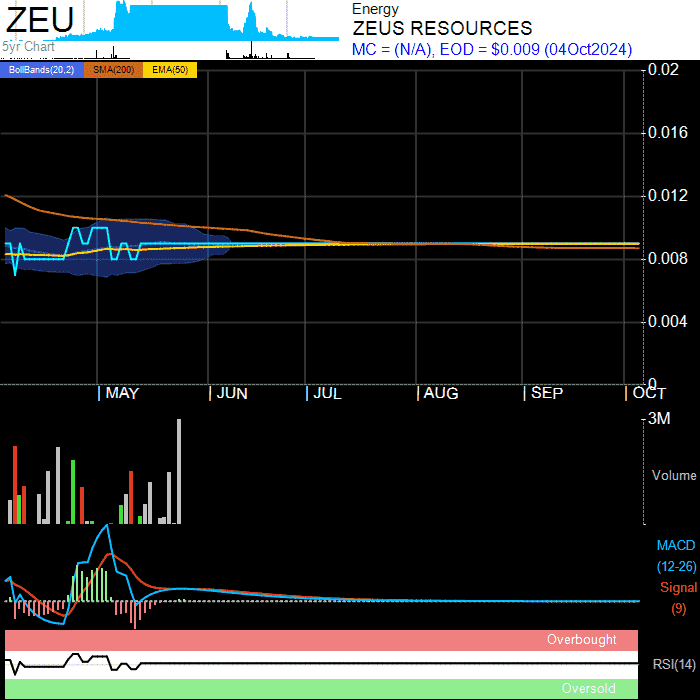 ZEU
5yr Chart
Energy
ZEUS RESOURCES
MC = (N/A), EOD = $0.009 (04Oct2024)
BollBands(20,2) SMA(200) EMA(50)
0.02
0.016
0.012
0.008
0.004
0
MAY JUN JUL AUG SEP OCT
3M
Volume
MACD
(12-26)
Signal
(9)
Overbought
RSI(14)
Oversold